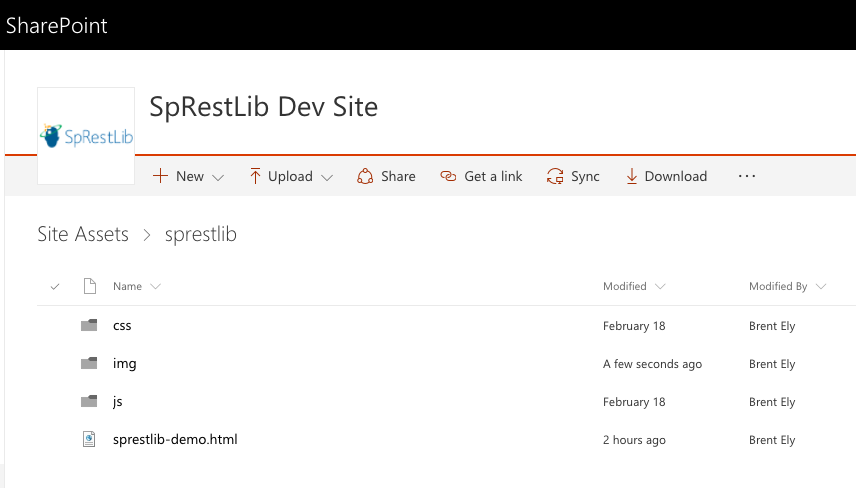 SharePoint
SpRestLib
SpRestLib Dev Site
New Upload Share Get a link Sync Download ...
Site Assets > sprestlib
Name Modified Modified By
css February 18 Brent Ely
img A few seconds ago Brent Ely
js February 18 Brent Ely
sprestlib-demo.html 2 hours ago Brent Ely